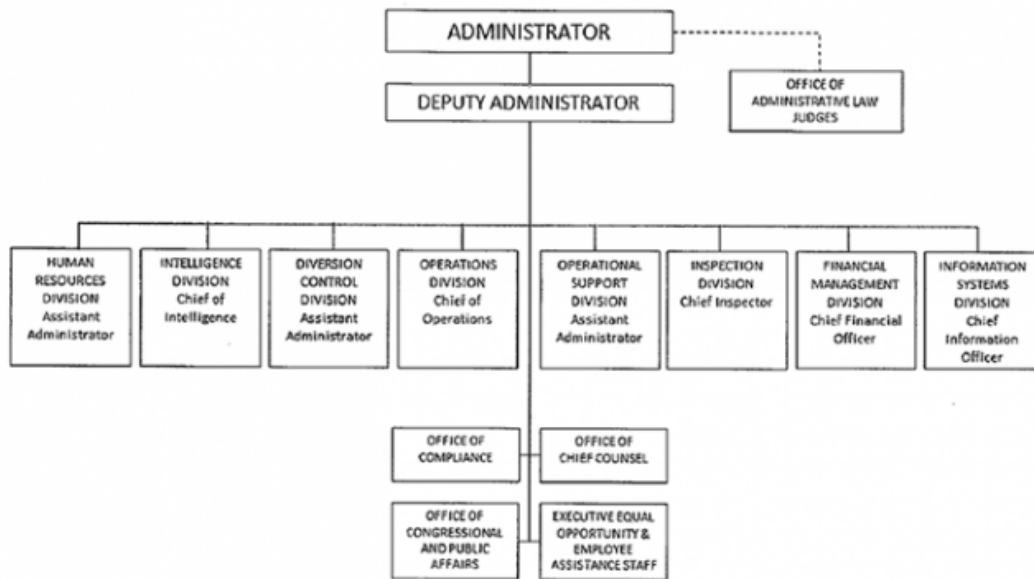 ADMINISTRATOR
OFFICE OF
ADMINISTRATIVE LAW
JUDGES
DEPUTY ADMINISTRATOR
HUMAN
RESOURCES
DIVISION
Assistant
Administrator
INTELLIGENCE
DIVISION
Chief of
Intelligence
DIVERSION
CONTROL
DIVISION
Assistant
Administrator
OPERATIONS
DIVISION
Chief of
Operations
OPERATIONAL
SUPPORT
DIVISION
Assistant
Administrator
INSPECTION
DIVISION
Chief Inspector
FINANCIAL
MANAGEMENT
DIVISION
Chief Financial
Officer
INFORMATION
SYSTEMS
DIVISION
Chief
Information
Officer
OFFICE OF
COMPLIANCE
OFFICE OF
CHIEF COUNSEL
OFFICE OF
CONGRESSIONAL
AND PUBLIC
AFFAIRS
EXECUTIVE EQUAL
OPPORTUNITY &
EMPLOYEE
ASSISTANCE STAFF